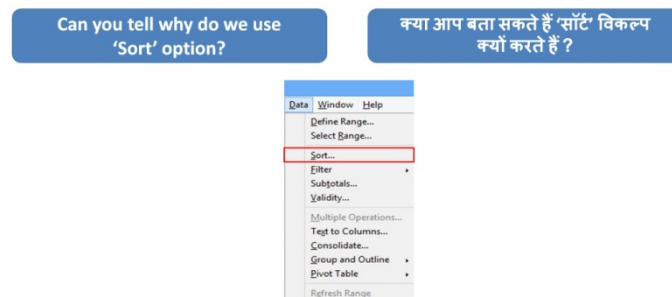 Can you tell why do we use
‘Sort’ option?
क्या आप बता सकते हैं ‘सॉर्ट’ विकल्प
क्यों करते हैं ?
Data Window Help
Define Range...
Select Range...
Sort...
Filter
Subtotals...
Validity...
Multiple Operations...
Text to Columns...
Consolidate...
Group and Outline
Pivot Table
Refresh Range